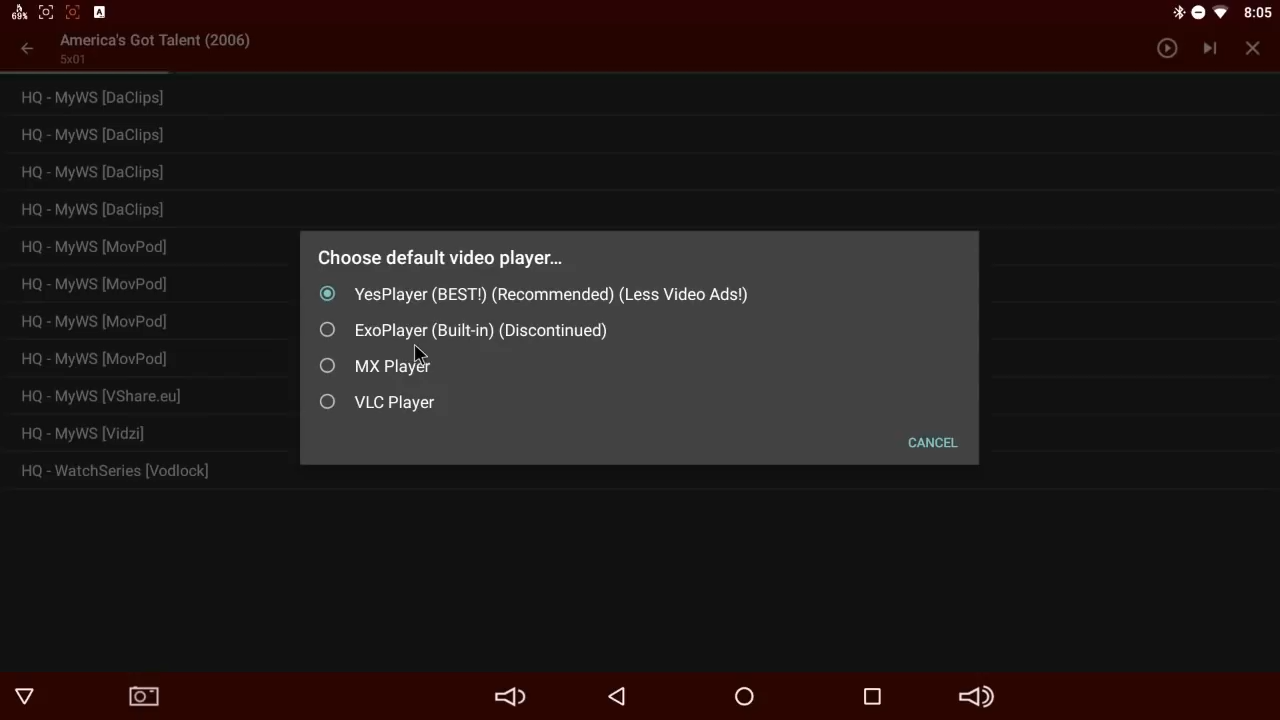 69%
A
8:05
America's Got Talent (2006)
5x01
HQ - MyWS [DaClips]
HQ - MyWS [DaClips]
HQ - MyWS [DaClips]
HQ - MyWS [DaClips]
HQ - MyWS [MovPod]
HQ - MyWS [MovPod]
HQ - MyWS [MovPod]
HQ - MyWS [MovPod]
HQ - MyWS [VShare.eu]
HQ - MyWS [Vidzi]
HQ - WatchSeries [Vodlock]
Choose default video player...
YesPlayer (BEST!) (Recommended) (Less Video Ads!)
ExoPlayer (Built-in) (Discontinued)
MX Player
VLC Player
CANCEL